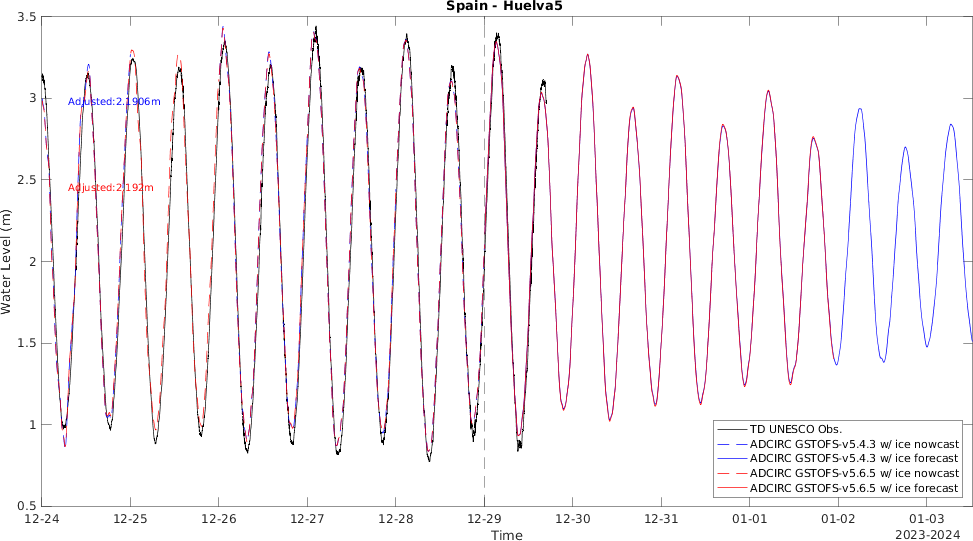 Spain - Huelva5
3.5
3
2.5
2
1.5
1
0.5
Water Level (m)
Adjusted:2.1906m
Adjusted:2.192m
TD UNESCO Obs.
ADCIRC GSTOFS-v5.4.3 w/ ice nowcast
ADCIRC GSTOFS-v5.4.3 w/ ice forecast
ADCIRC GSTOFS-v5.6.5 w/ ice nowcast
ADCIRC GSTOFS-v5.6.5 w/ ice forecast
12-24 12-25 12-26 12-27 12-28 12-29 12-30 12-31 01-01 01-02 01-03
Time
2023-2024